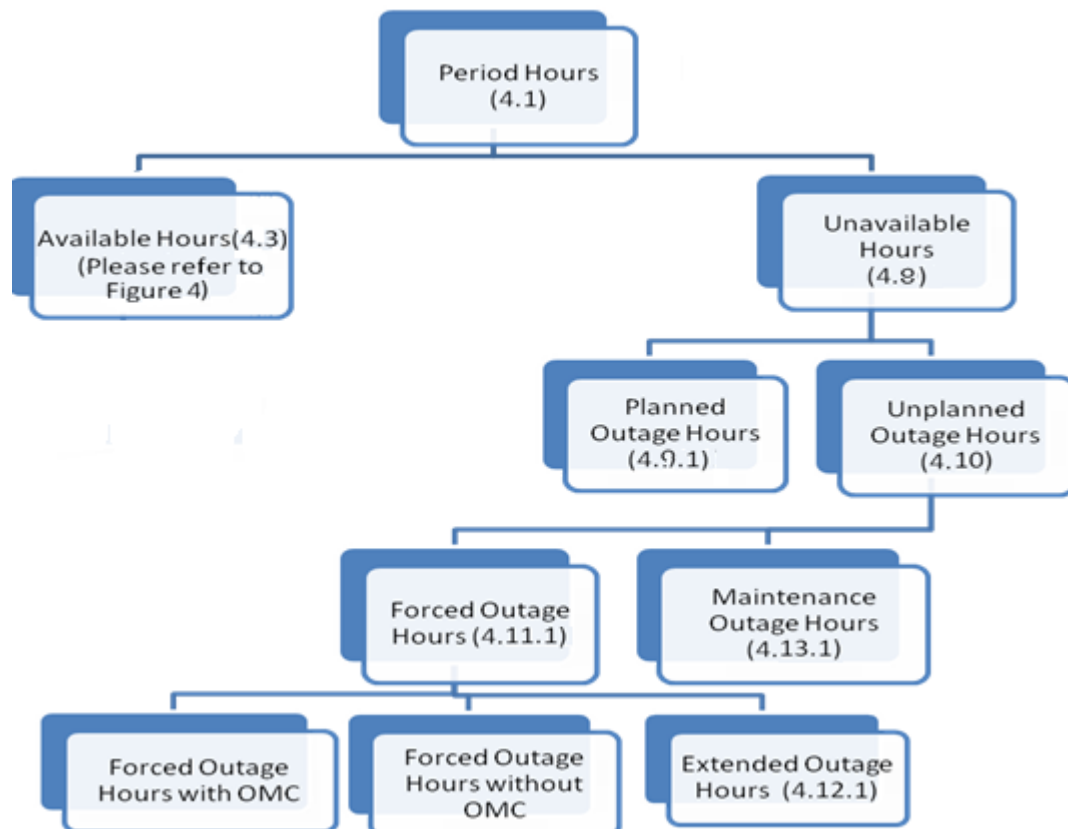 Period Hours
(4.1)
Available Hours(4.3)
(Please refer to
Figure 4)
Unavailable
Hours
(4.8)
Planned
Outage Hours
(4.9.1)
Unplanned
Outage Hours
(4.10)
Forced Outage
Hours (4.11.1)
Maintenance
Outage Hours
(4.13.1)
Forced Outage
Hours with OMC
Forced Outage
Hours without
OMC
Extended Outage
Hours (4.12.1)